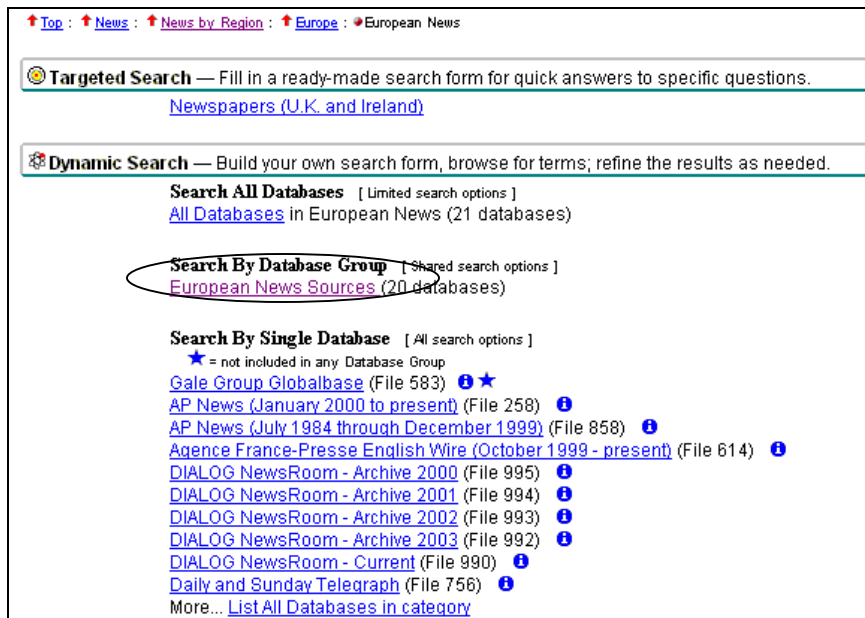 Top : News : News by Region : Europe : European News
Targeted Search — Fill in a ready-made search form for quick answers to specific questions.
Newspapers (U.K. and Ireland)
Dynamic Search — Build your own search form, browse for terms; refine the results as needed.
Search All Databases [ Limited search options ]
All Databases in European News (21 databases)
Search By Database Group [ Shared search options ]
European News Sources (20 databases)
Search By Single Database [ All search options ]
★ = not included in any Database Group
Gale Group Globalbase (File 583) i ★
AP News (January 2000 to present) (File 258) i
AP News (July 1984 through December 1999) (File 858) i
Agence France-Presse English Wire (October 1999 - present) (File 614) i
DIALOG NewsRoom - Archive 2000 (File 995) i
DIALOG NewsRoom - Archive 2001 (File 994) i
DIALOG NewsRoom - Archive 2002 (File 993) i
DIALOG NewsRoom - Archive 2003 (File 992) i
DIALOG NewsRoom - Current (File 990) i
Daily and Sunday Telegraph (File 756) i
More... List All Databases in category